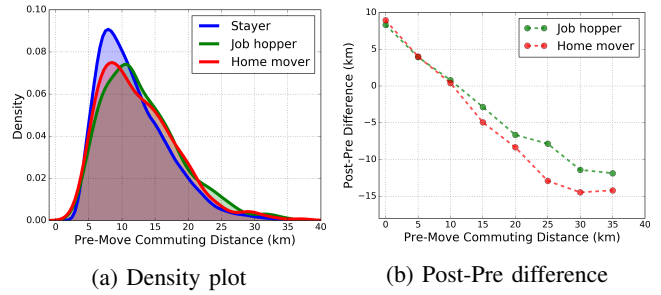 0.10
0.08
0.06
0.04
0.02
0.00
Density
Stayer
Job hopper
Home mover
0 5 10 15 20 25 30 35 40
Pre-Move Commuting Distance (km)
(a) Density plot
10
5
0
−5
−10
−15
Post-Pre Difference (km)
Job hopper
Home mover
0 5 10 15 20 25 30 35 40
Pre-Move Commuting Distance (km)
(b) Post-Pre difference